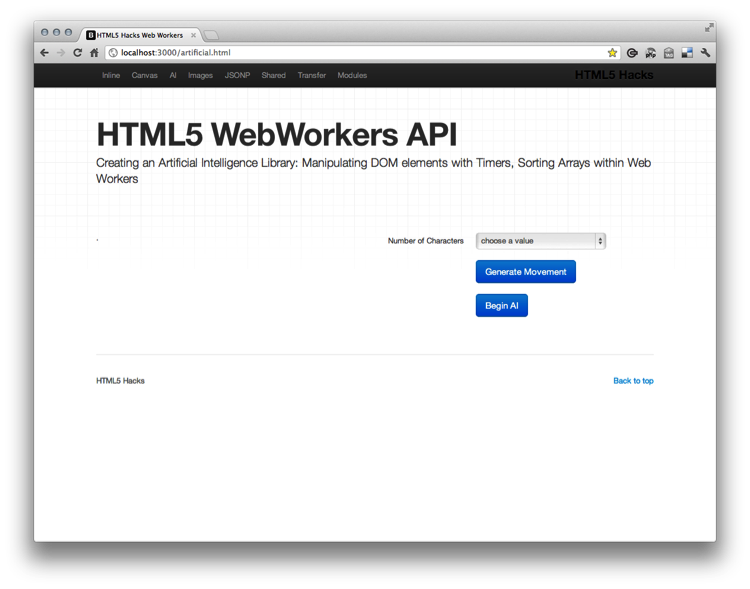 HTML5 Hacks Web Workers
localhost:3000/artificial.html
Inline Canvas AI Images JSONP Shared Transfer Modules HTML5 Hacks
HTML5 WebWorkers API
Creating an Artificial Intelligence Library: Manipulating DOM elements with Timers, Sorting Arrays within Web
Workers
Number of Characters choose a value
Generate Movement
Begin AI
HTML5 Hacks Back to top